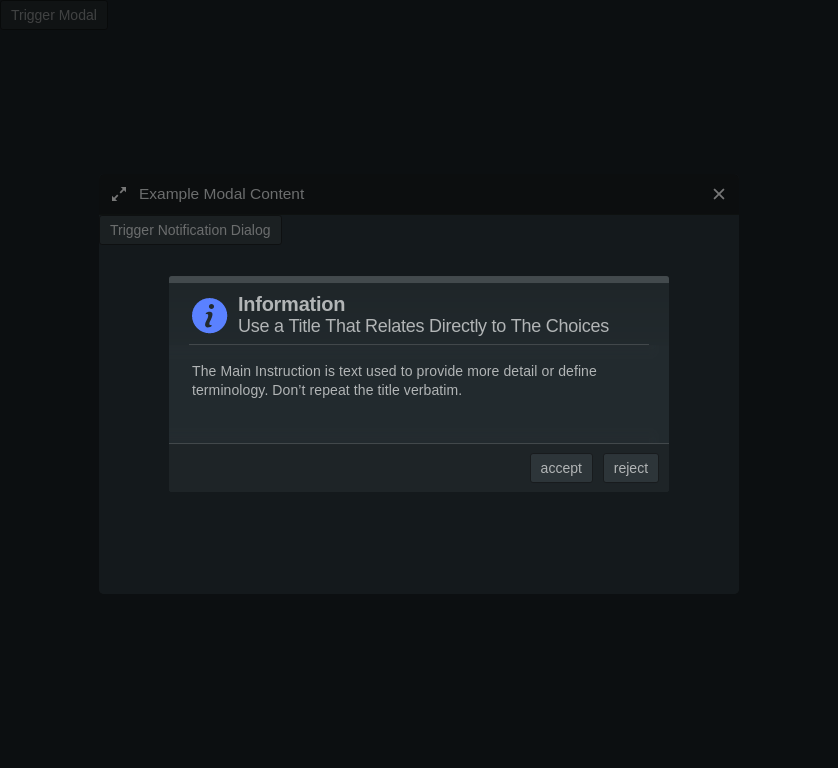 Trigger Modal
Example Modal Content
Trigger Notification Dialog
Information
Use a Title That Relates Directly to The Choices
The Main Instruction is text used to provide more detail or define
terminology. Don’t repeat the title verbatim.
accept reject